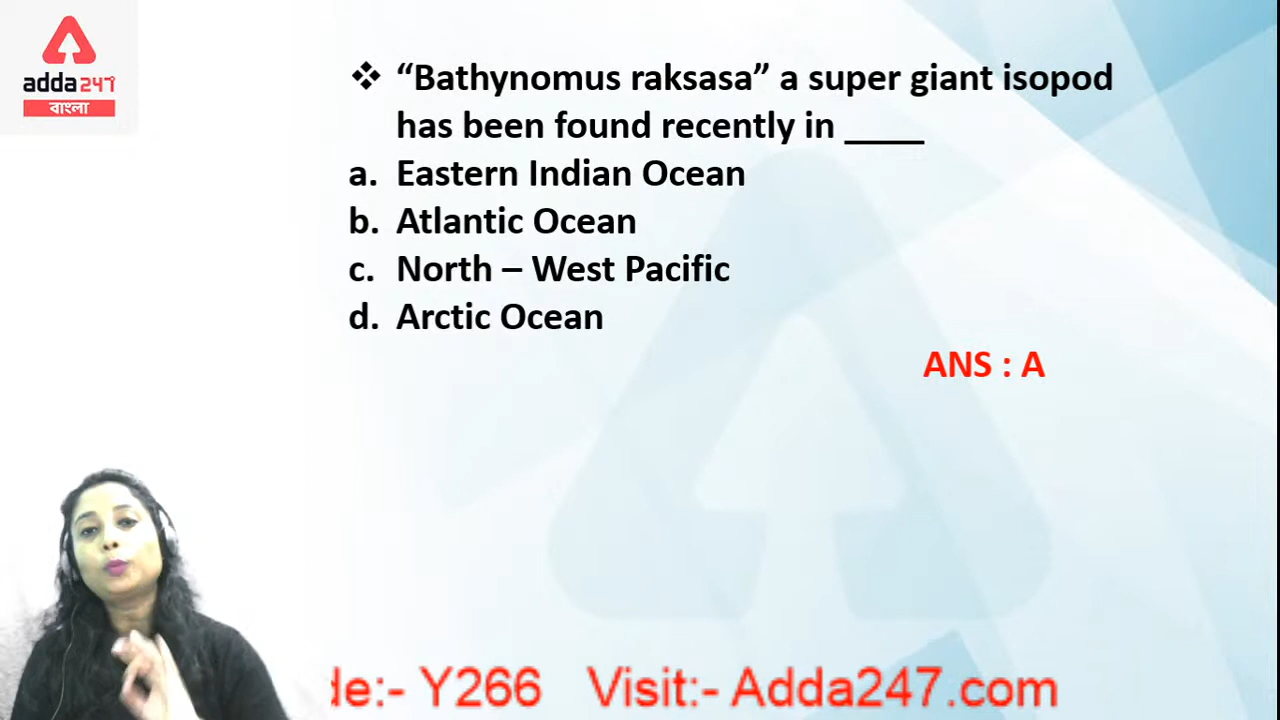 adda247
বাংলা
❖ “Bathynomus raksasa” a super giant isopod
has been found recently in ____
a. Eastern Indian Ocean
b. Atlantic Ocean
c. North – West Pacific
d. Arctic Ocean
ANS : A
de:- Y266 Visit:- Adda247.com